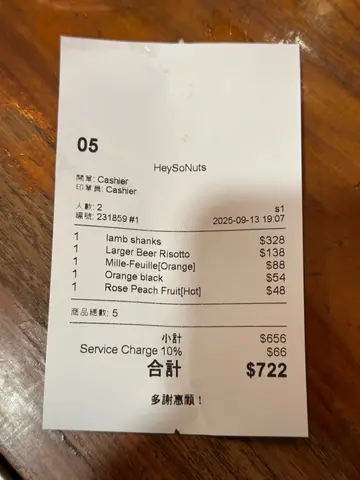 05
HeySoNuts
開單: Cashier
印單員: Cashier
人數: 2 s1
編號: 231859 #1 2025-09-13 19:07
1 lamb shanks $328
1 Larger Beer Risotto $138
1 Mille-Feuille[Orange] $88
1 Orange black $54
1 Rose Peach Fruit[Hot] $48
商品總數: 5
小計 $656
Service Charge 10% $66
合計 $722
多謝惠顧！